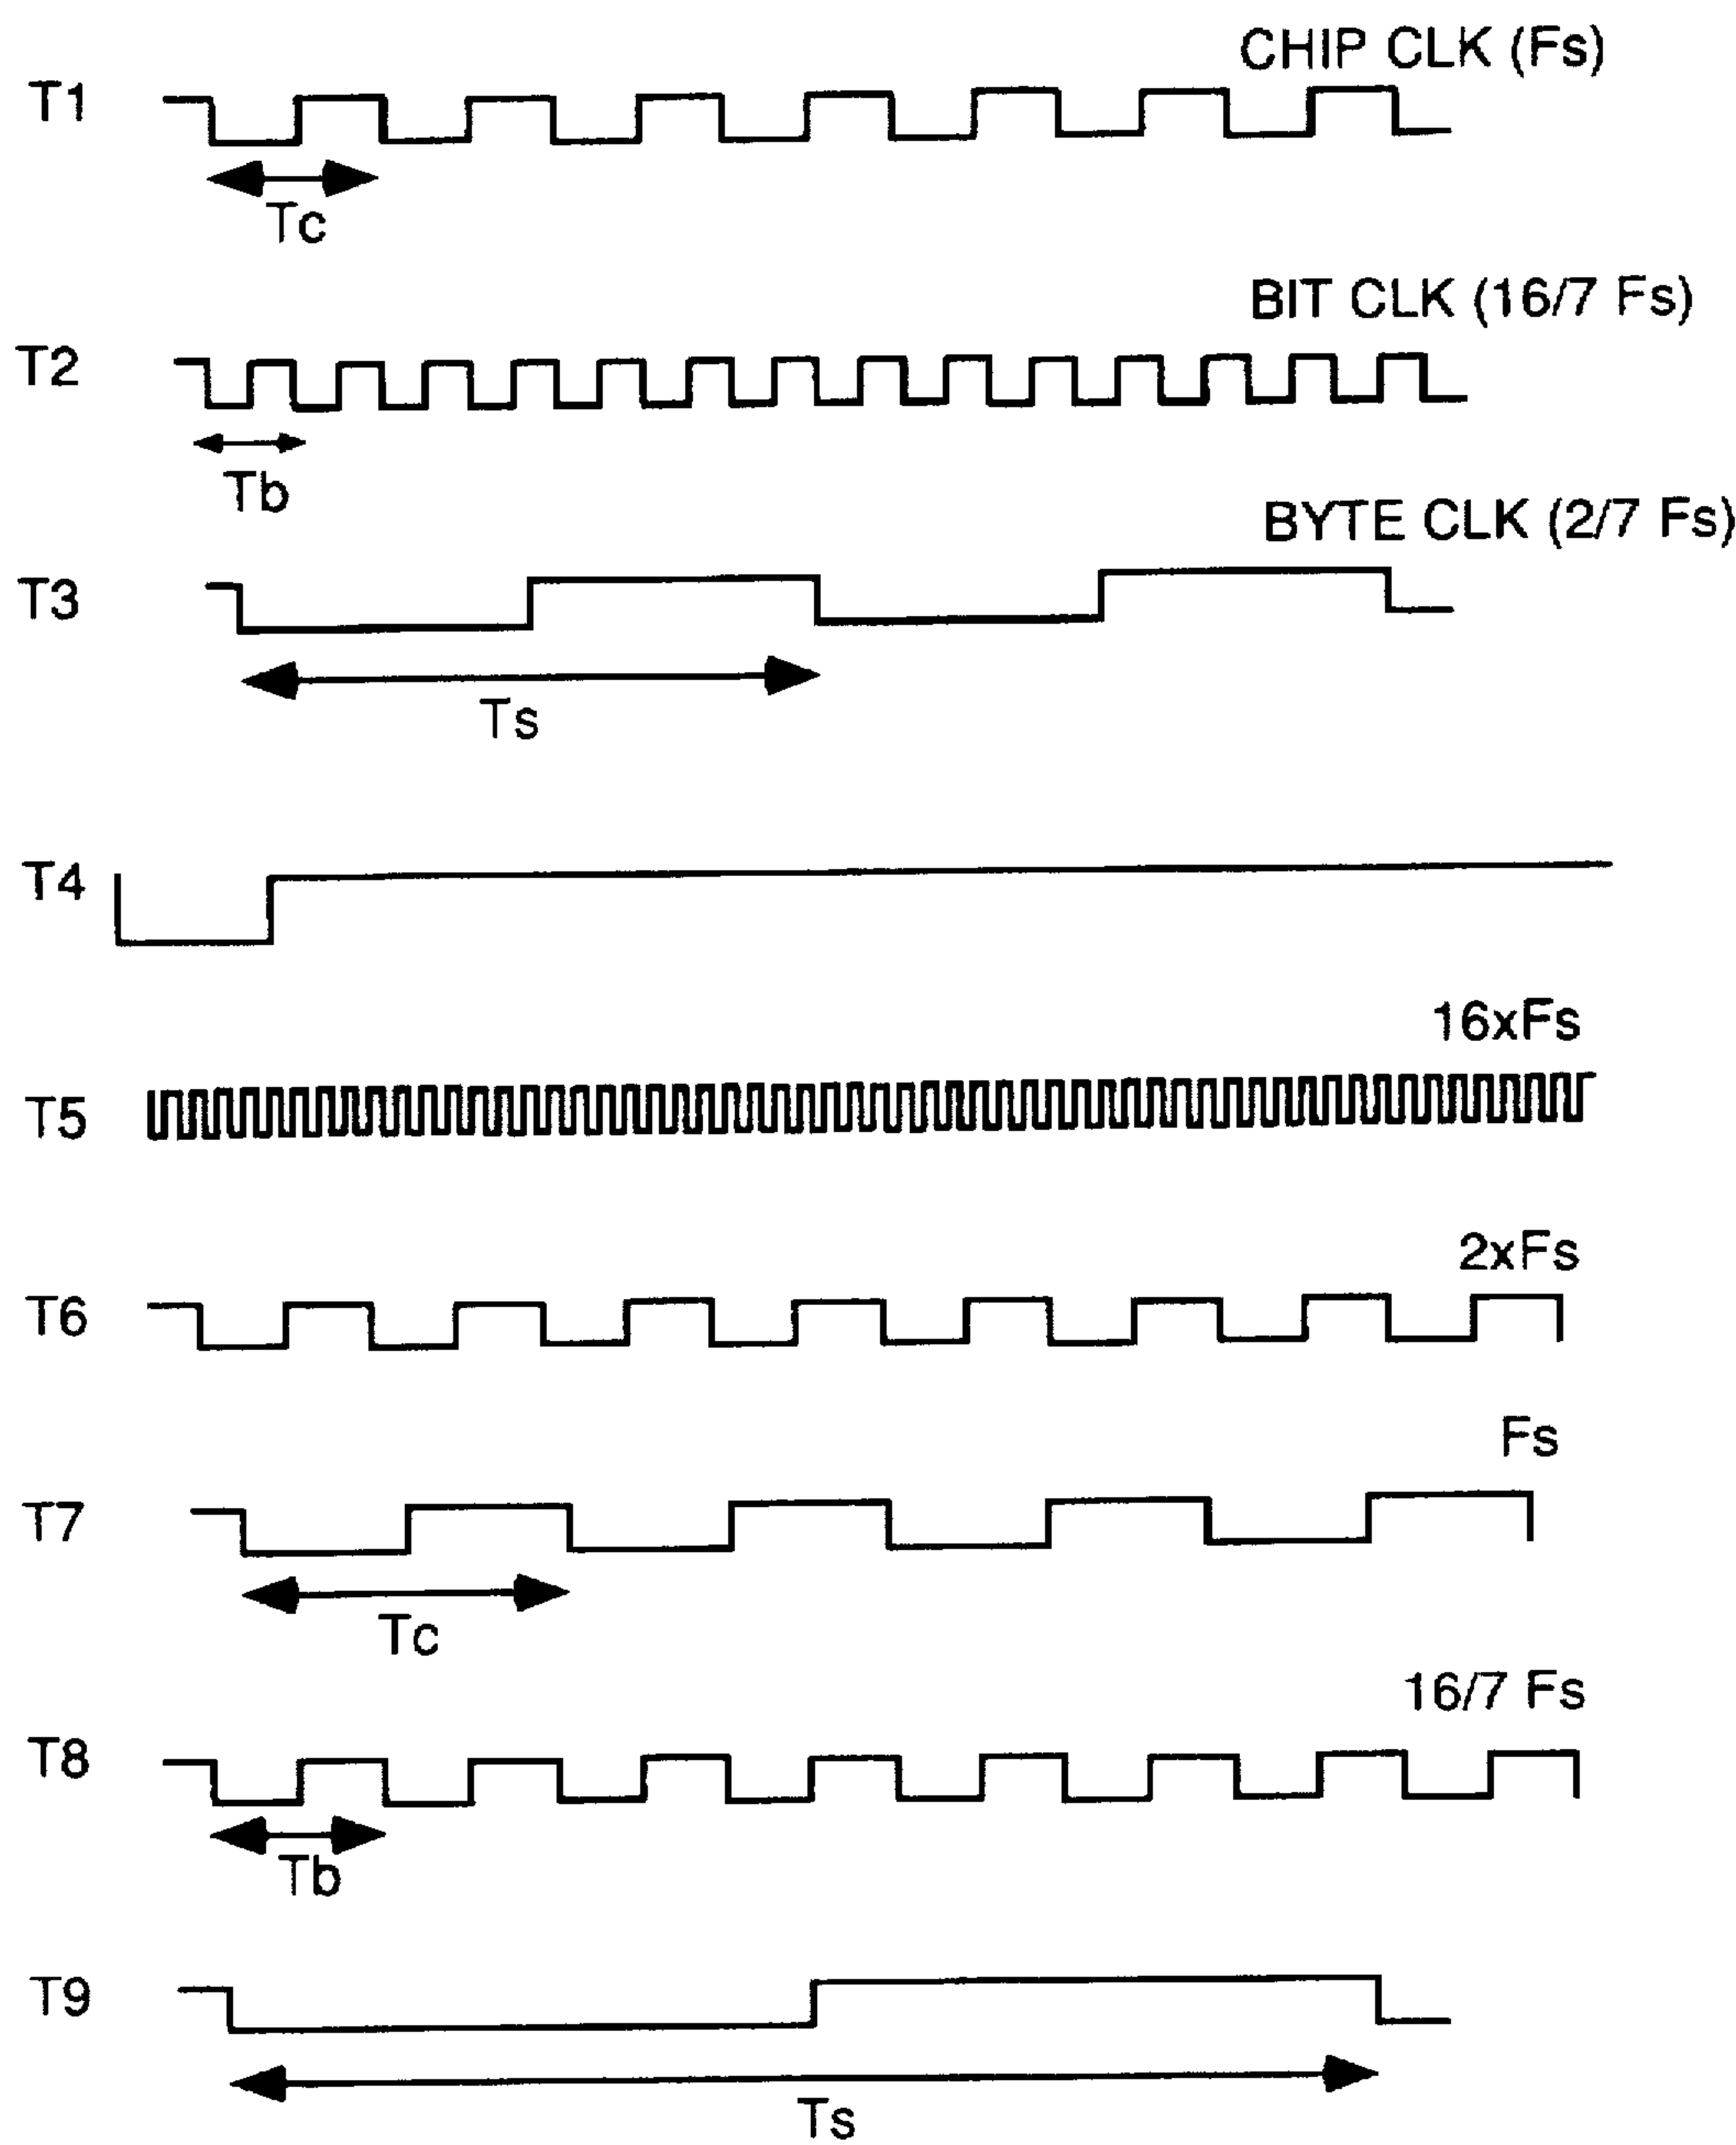 CHIP CLK (Fs)
T1
Tc
BIT CLK (16/7 Fs)
T2
Tb
BYTE CLK (2/7 Fs)
T3
Ts
T4
16xFs
T5
2xFs
T6
Fs
T7
Tc
16/7 Fs
T8
Tb
T9
Ts